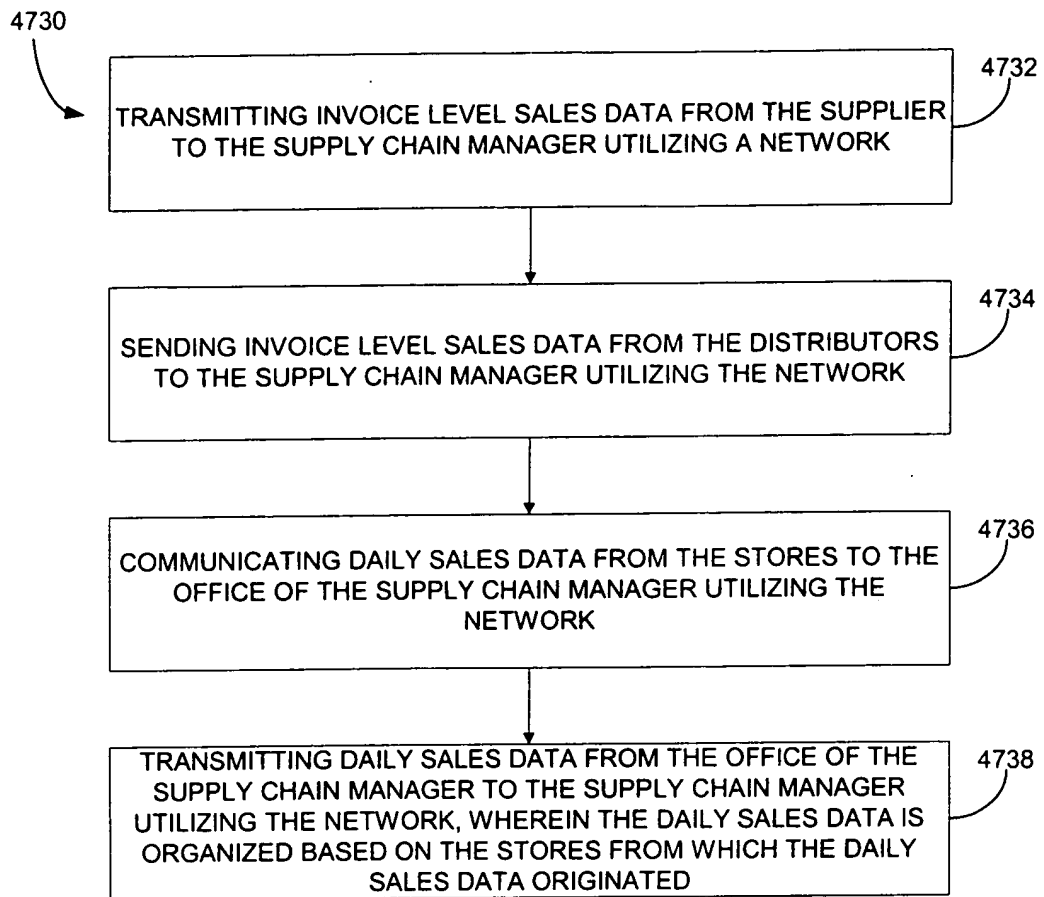 4730
4732
TRANSMITTING INVOICE LEVEL SALES DATA FROM THE SUPPLIER
TO THE SUPPLY CHAIN MANAGER UTILIZING A NETWORK
4734
SENDING INVOICE LEVEL SALES DATA FROM THE DISTRIBUTORS
TO THE SUPPLY CHAIN MANAGER UTILIZING THE NETWORK
4736
COMMUNICATING DAILY SALES DATA FROM THE STORES TO THE
OFFICE OF THE SUPPLY CHAIN MANAGER UTILIZING THE
NETWORK
4738
TRANSMITTING DAILY SALES DATA FROM THE OFFICE OF THE
SUPPLY CHAIN MANAGER TO THE SUPPLY CHAIN MANAGER
UTILIZING THE NETWORK, WHEREIN THE DAILY SALES DATA IS
ORGANIZED BASED ON THE STORES FROM WHICH THE DAILY
SALES DATA ORIGINATED